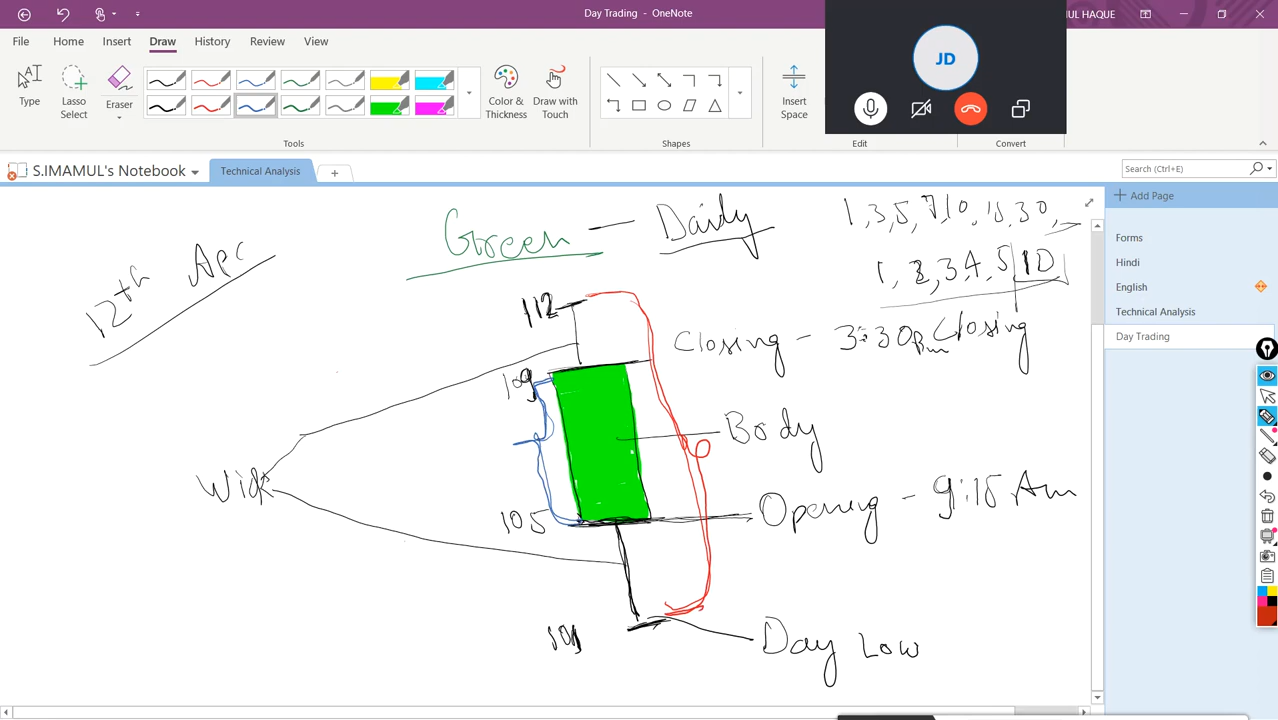 Day Trading - OneNote
MUL HAQUE
File Home Insert Draw History Review View
JD
Type
Lasso Select
Eraser
Color & Thickness
Draw with Touch
Insert Space
Tools
Shapes
Edit
Convert
S.IMAMUL's Notebook
Technical Analysis
Search (Ctrl+E)
Add Page
Forms
Hindi
English
Technical Analysis
Day Trading
Green - Daily
1, 3, 5, 7, 10, 15, 30,
1, 2, 3, 4, 5 1D
12th Apr
112
Closing - 3:30 Pm Closing
109
Body
Wick
105
Opening - 9:15 Am
101
Day Low